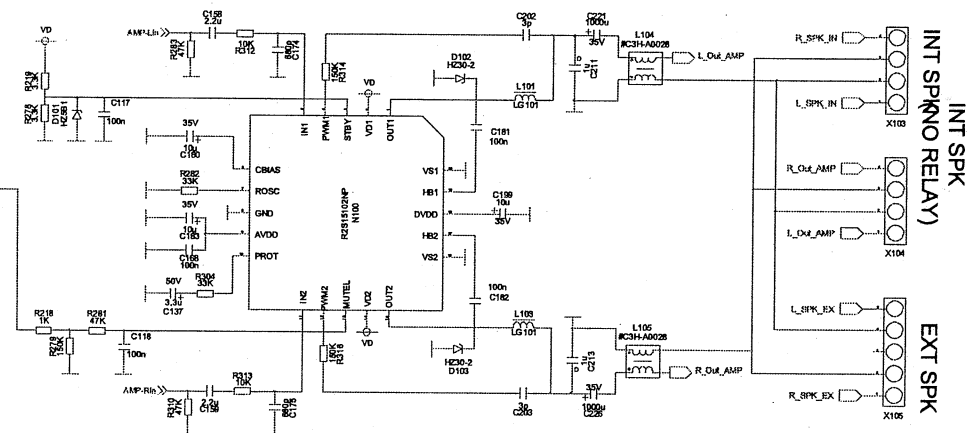 VD
R219
3.3K
R278
3.3K
D101
HZ5B1
C117
100n
AMP-Lin
R283
47K
C158
2.2u
10K
R312
C174
680p
150K
R314
VD
C202
3p
D102
HZ30-2
C221
1000u
35V
L104
#C3H-A0028
L_Out_AMP
1u
C211
L101
LG101
C181
100n
R_SPK_IN
L_SPK_IN
X103
INT SPK
(NO RELAY)
INT SPK
35V
10u
C180
R282
33K
35V
10u
C183
C168
100n
R304
33K
50V
3.3u
C137
IN1
PWM1
STBY
VD1
OUT1
CBIAS
ROSC
GND
AVDD
PROT
R2S15102NP
N100
VS1
HB1
DVDD
HB2
VS2
IN2
PWM2
MUTEL
VD2
OUT2
C199
10u
35V
100n
C182
R_Out_AMP
L_Out_AMP
X104
R218
1K
R279
150K
R281
47K
C118
100n
VD
150K
R316
HZ30-2
D103
L103
LG101
1u
C213
L105
#C3H-A0028
R_Out_AMP
35V
1000u
C226
3p
C203
AMP-Rin
R310
47K
2.2u
C159
R313
10K
680p
C175
L_SPK_EX
R_SPK_EX
X105
EXT SPK